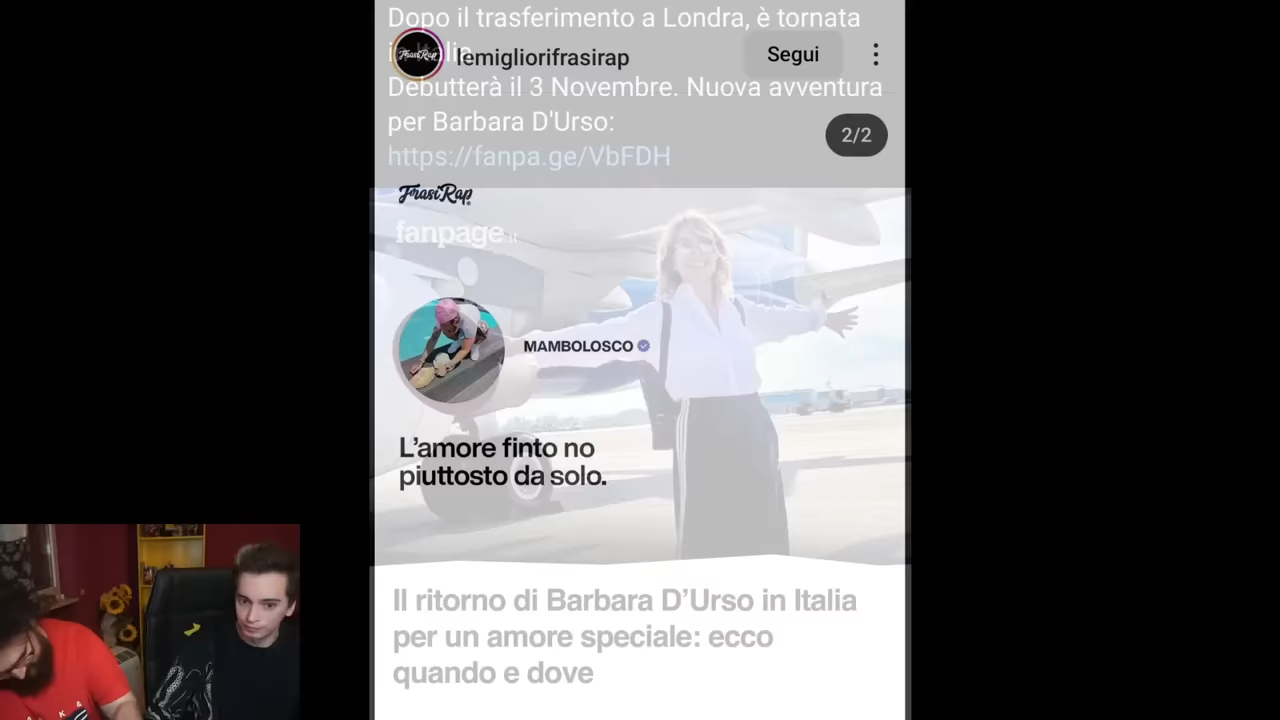 Dopo il trasferimento a Londra, è tornata
in Italia.
lemigliorifrasirap
Segui
Debutterà il 3 Novembre. Nuova avventura
per Barbara D'Urso:
2/2
https://fanpa.ge/VbFDH
FrasiRap
fanpage.it
MAMBOLOSCO
L’amore finto no
piuttosto da solo.
Il ritorno di Barbara D’Urso in Italia
per un amore speciale: ecco
quando e dove